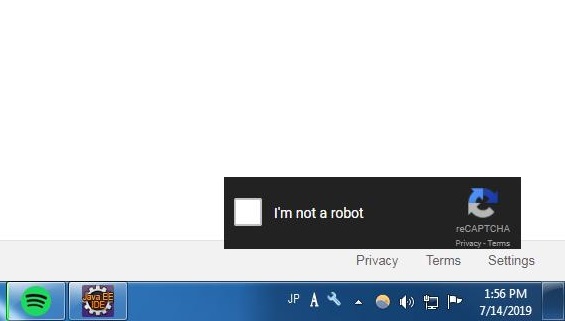 I'm not a robot
reCAPTCHA
Privacy - Terms
Privacy Terms Settings
Java EE
IDE
JP A 1:56 PM
7/14/2019